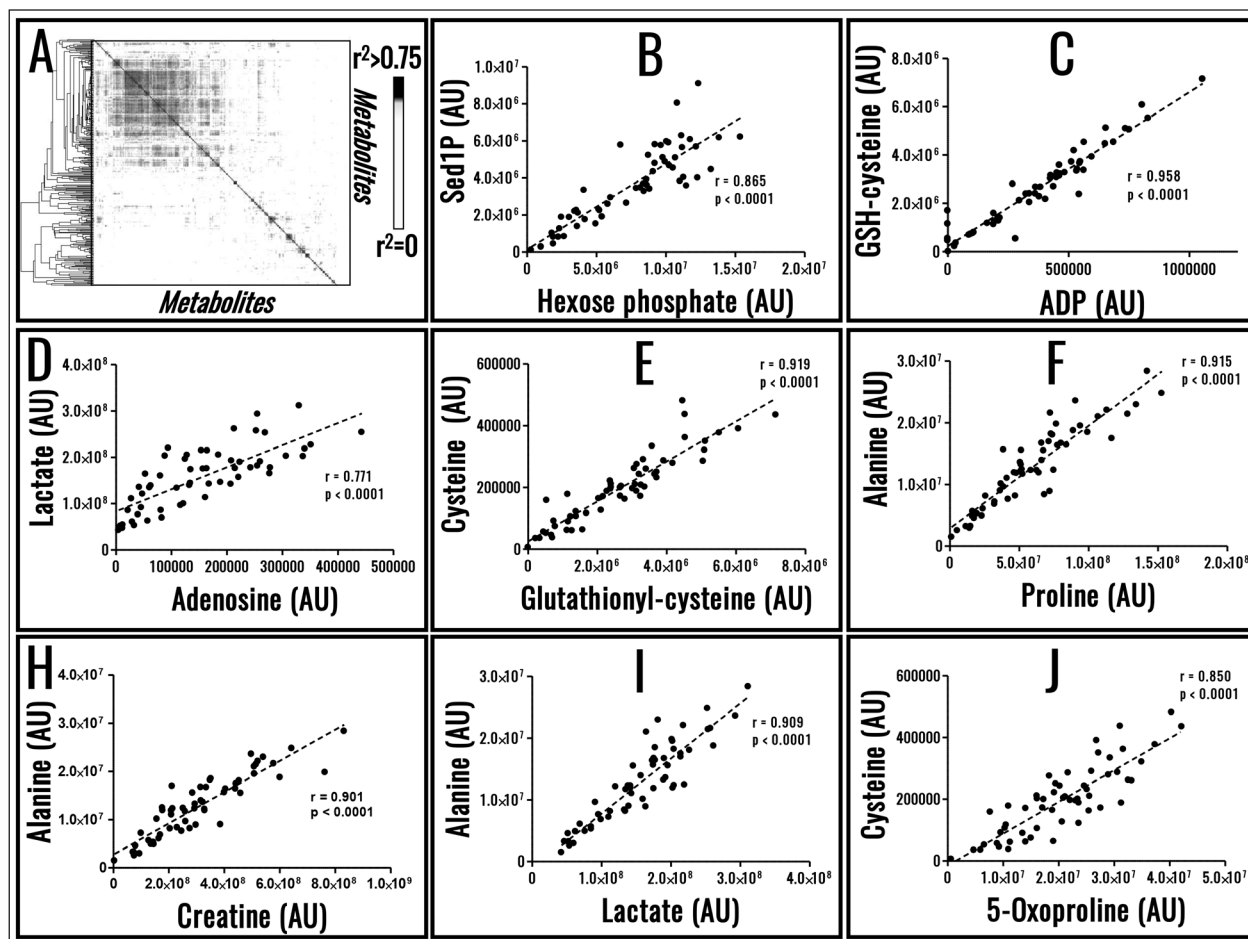 A
r²>0.75
Metabolites
r²=0
Metabolites
B
Sed1P (AU)
1.0×10⁷
8.0×10⁶
6.0×10⁶
4.0×10⁶
2.0×10⁶
0
r = 0.865
p < 0.0001
0 5.0×10⁶ 1.0×10⁷ 1.5×10⁷ 2.0×10⁷
Hexose phosphate (AU)
C
GSH-cysteine (AU)
8.0×10⁶
6.0×10⁶
4.0×10⁶
2.0×10⁶
0
r = 0.958
p < 0.0001
0 500000 1000000
ADP (AU)
D
Lactate (AU)
4.0×10⁸
3.0×10⁸
2.0×10⁸
1.0×10⁸
0
r = 0.771
p < 0.0001
0 100000 200000 300000 400000 500000
Adenosine (AU)
E
Cysteine (AU)
600000
400000
200000
0
r = 0.919
p < 0.0001
0 2.0×10⁶ 4.0×10⁶ 6.0×10⁶ 8.0×10⁶
Glutathionyl-cysteine (AU)
F
Alanine (AU)
3.0×10⁷
2.0×10⁷
1.0×10⁷
0
r = 0.915
p < 0.0001
0 5.0×10⁷ 1.0×10⁸ 1.5×10⁸ 2.0×10⁸
Proline (AU)
H
Alanine (AU)
4.0×10⁷
3.0×10⁷
2.0×10⁷
1.0×10⁷
0
r = 0.901
p < 0.0001
0 2.0×10⁸ 4.0×10⁸ 6.0×10⁸ 8.0×10⁸ 1.0×10⁹
Creatine (AU)
I
Alanine (AU)
3.0×10⁷
2.0×10⁷
1.0×10⁷
0
r = 0.909
p < 0.0001
0 1.0×10⁸ 2.0×10⁸ 3.0×10⁸ 4.0×10⁸
Lactate (AU)
J
Cysteine (AU)
600000
400000
200000
0
r = 0.850
p < 0.0001
0 1.0×10⁷ 2.0×10⁷ 3.0×10⁷ 4.0×10⁷ 5.0×10⁷
5-Oxoproline (AU)